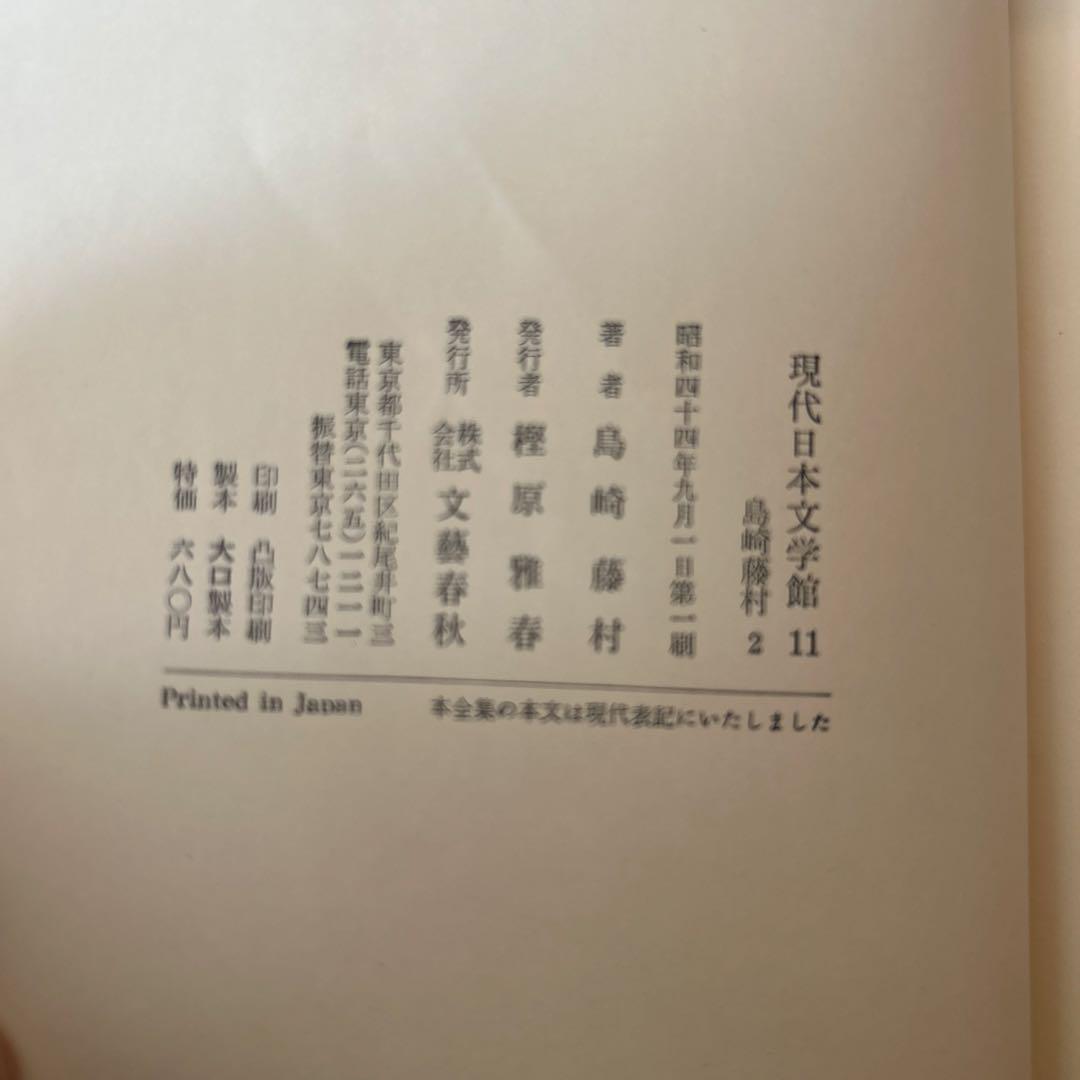 現代日本文学館 11
島崎藤村 2
昭和四十四年九月一日第一刷
著者 島崎藤村
発行者 樫原雅春
発行所 株式会社 文藝春秋
東京都千代田区紀尾井町三
電話東京(二六五)一二一一
振替東京七八七四三
印刷 凸版印刷
製本 大口製本
特価 六八〇円
本全集の本文は現代表記にいたしました
Printed in Japan